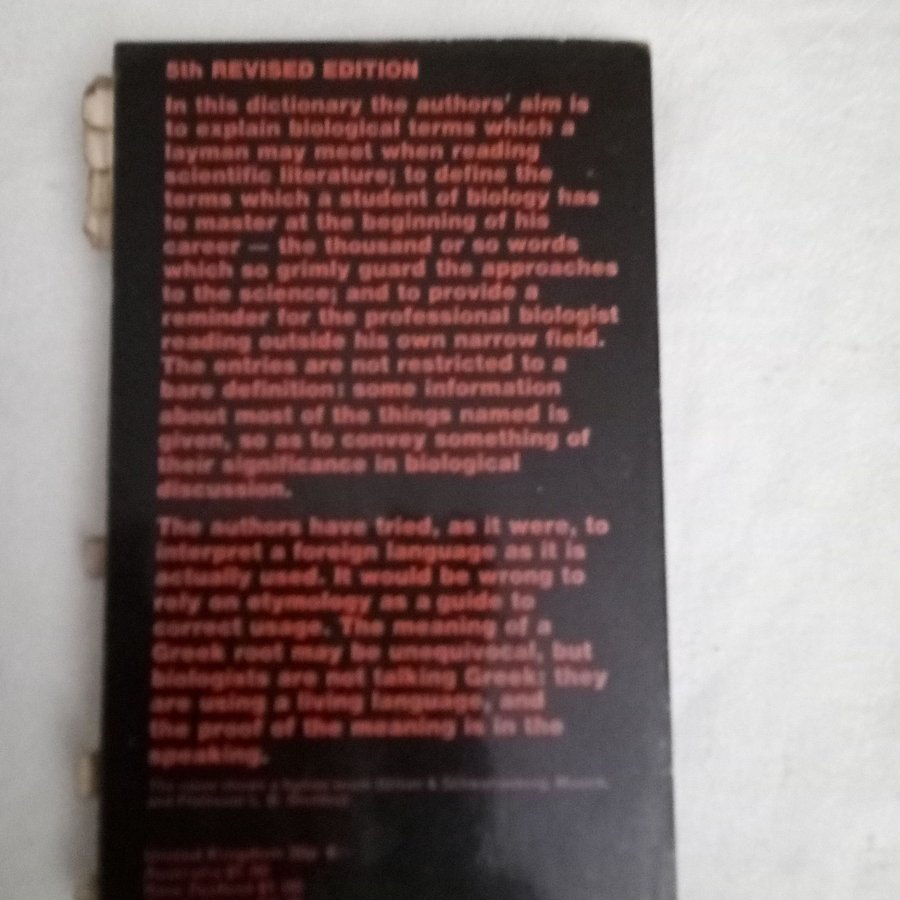 5th REVISED EDITION
In this dictionary the authors' aim is
to explain biological terms which a
layman may meet when reading
scientific literature; to define the
terms which a student of biology has
to master at the beginning of his
career — the thousand or so words
which so grimly guard the approaches
to the science; and to provide a
reminder for the professional biologist
reading outside his own narrow field.
The entries are not restricted to a
bare definition: some information
about most of the things named is
given, so as to convey something of
their significance in biological
discussion.
The authors have tried, as it were, to
interpret a foreign language as it is
actually used. It would be wrong to
rely on etymology as a guide to
correct usage. The meaning of a
Greek root may be unequivocal, but
biologists are not talking Greek: they
are using a living language, and
the proof of the meaning is in the
speaking.
The cover shows a
and Professor
United Kingdom